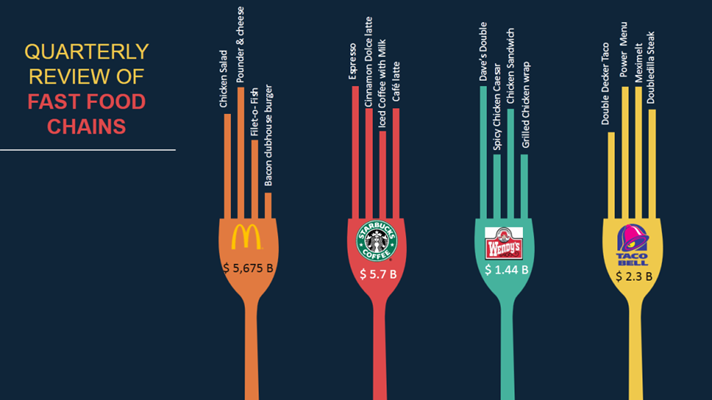 QUARTERLY
REVIEW OF
FAST FOOD
CHAINS
Chicken Salad
Pounder & cheese
Filet-o- Fish
Bacon clubhouse burger
$ 5,675 B
Espresso
Cinnamon Dolce latte
Iced Coffee with Milk
Café latte
STARBUCKS
COFFEE
$ 5.7 B
Dave's Double
Spicy Chicken Caesar
Chicken Sandwich
Grilled Chicken wrap
WENDY'S
$ 1.44 B
Double Decker Taco
Power Menu
Meximelt
Doubledilla Steak
TACO
BELL
$ 2.3 B